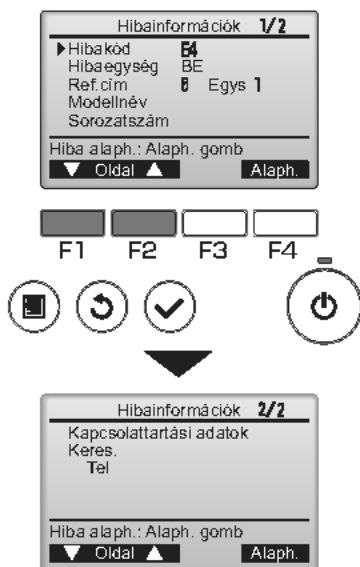 Hibainformációk 1/2
Hibakód E4
Hibaegység BE
Ref.cím 0 Egys 1
Modellnév
Sorozatszám
Hiba alaph.: Alaph. gomb
Oldal Alaph.
F1 F2 F3 F4
Hibainformációk 2/2
Kapcsolattartási adatok
Keres.
Tel
Hiba alaph.: Alaph. gomb
Oldal Alaph.